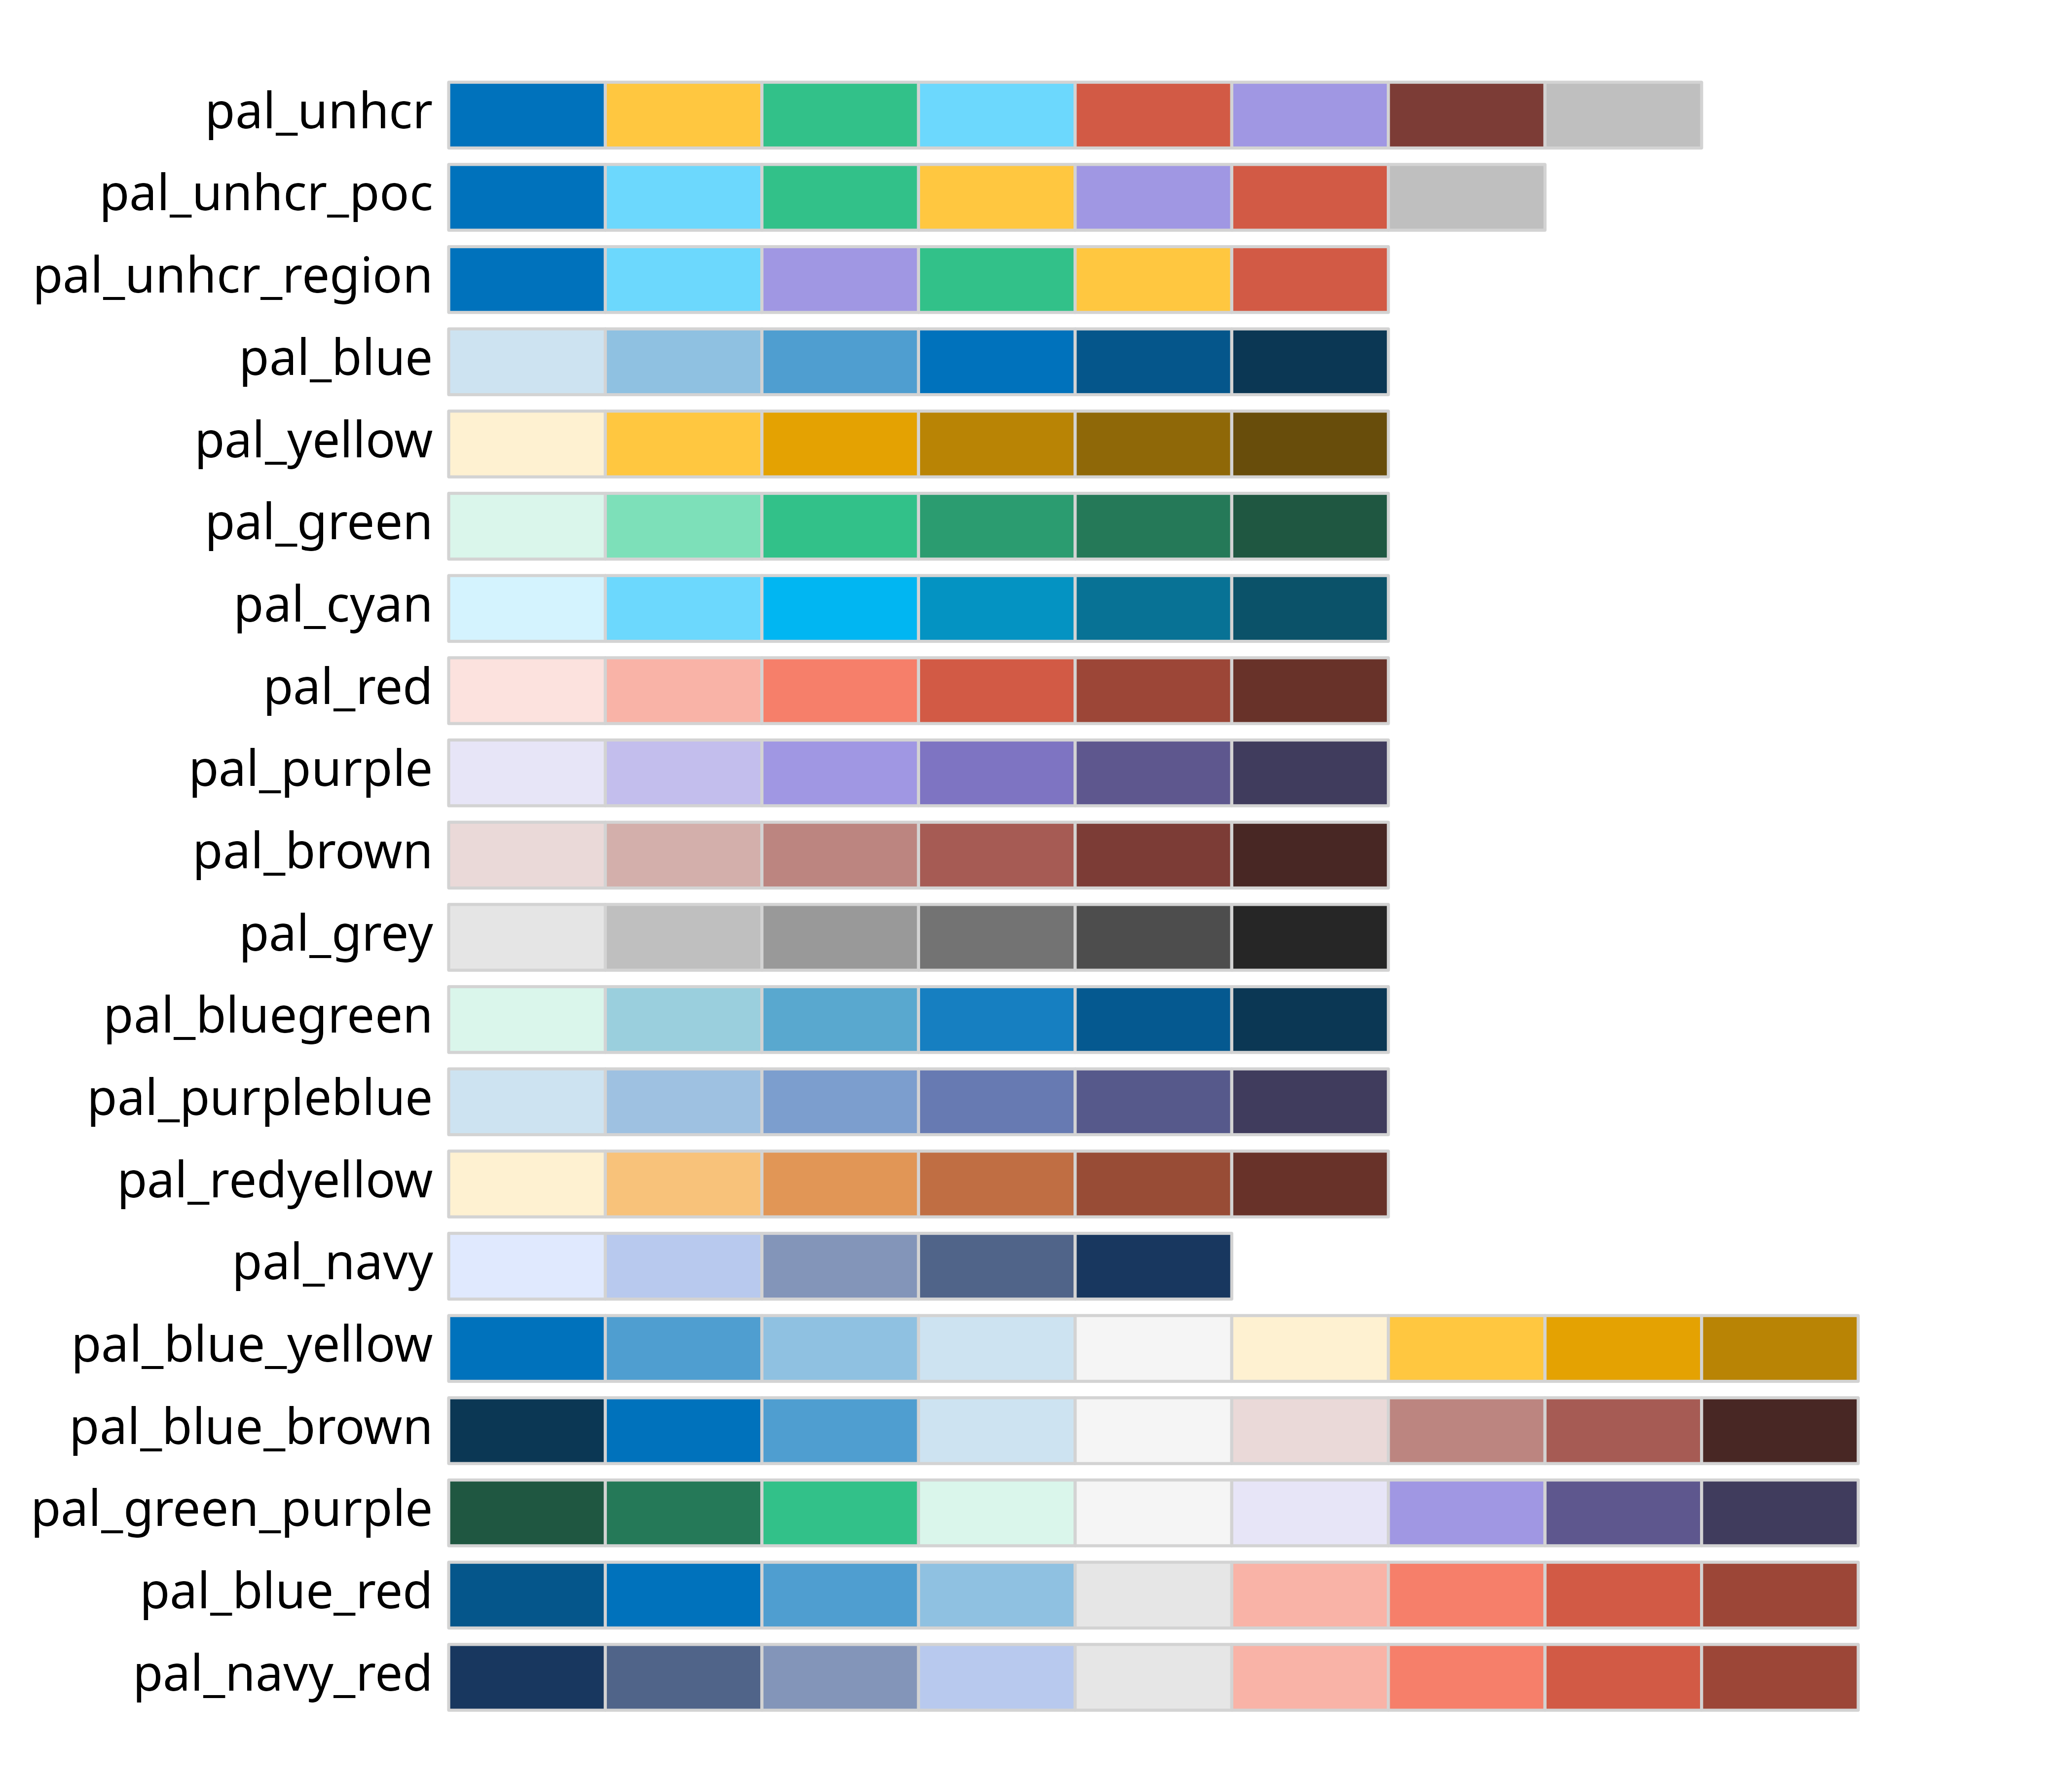 pal_unhcr
pal_unhcr_poc
pal_unhcr_region
pal_blue
pal_yellow
pal_green
pal_cyan
pal_red
pal_purple
pal_brown
pal_grey
pal_bluegreen
pal_purpleblue
pal_redyellow
pal_navy
pal_blue_yellow
pal_blue_brown
pal_green_purple
pal_blue_red
pal_navy_red